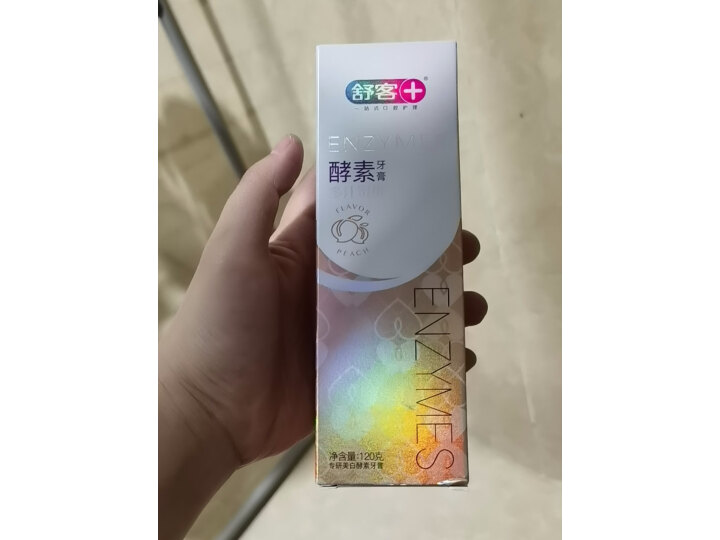 舒客+®
一站式口腔护理
ENZYME
酵素牙膏
FLAVOR
PEACH
ENZYMES
净含量:120克
专研美白酵素牙膏